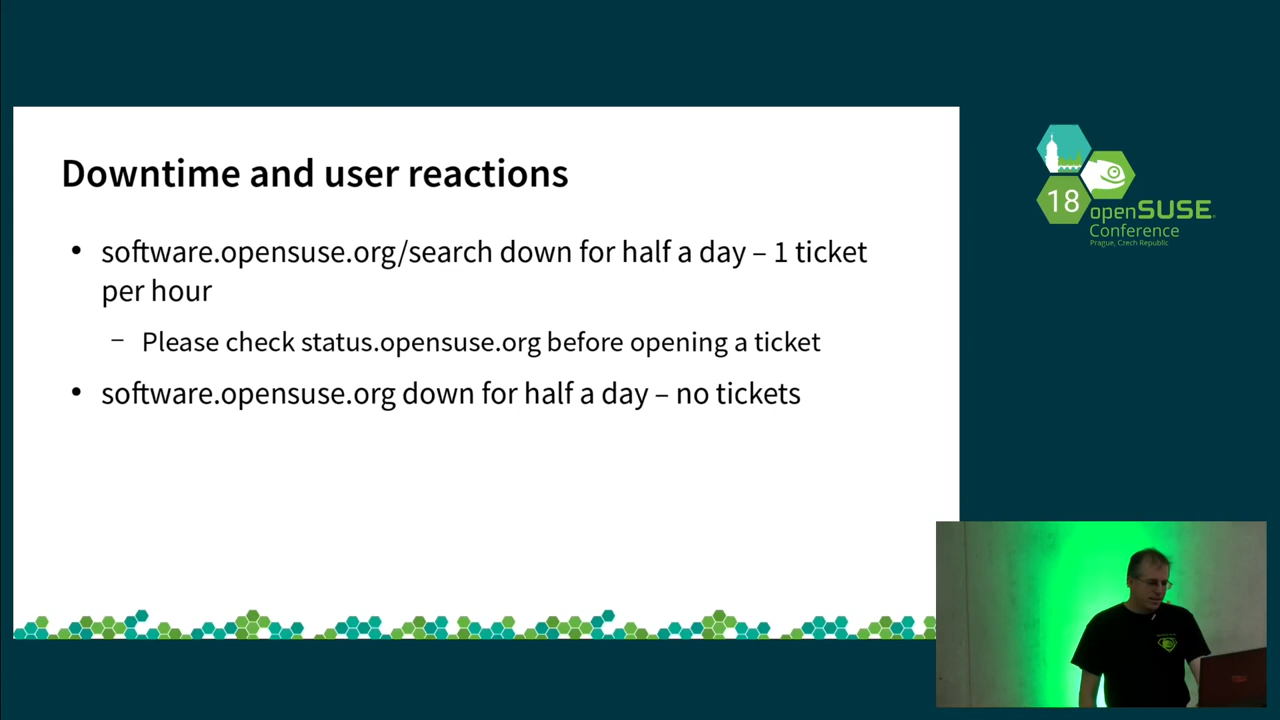 Downtime and user reactions
• software.opensuse.org/search down for half a day – 1 ticket
per hour
– Please check status.opensuse.org before opening a ticket
• software.opensuse.org down for half a day – no tickets
18
openSUSE
Conference
Prague, Czech Republic